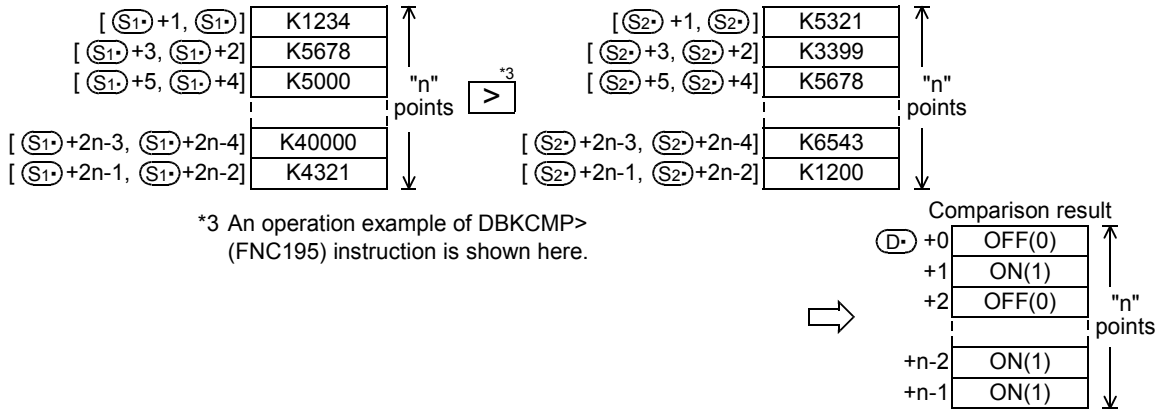 [ (S1·) +1, (S1·) ] K1234
[ (S1·) +3, (S1·) +2] K5678
[ (S1·) +5, (S1·) +4] K5000
[ (S1·) +2n-3, (S1·) +2n-4] K40000
[ (S1·) +2n-1, (S1·) +2n-2] K4321
"n"
points
*3
>
[ (S2·) +1, (S2·) ] K5321
[ (S2·) +3, (S2·) +2] K3399
[ (S2·) +5, (S2·) +4] K5678
[ (S2·) +2n-3, (S2·) +2n-4] K6543
[ (S2·) +2n-1, (S2·) +2n-2] K1200
"n"
points
*3 An operation example of DBKCMP>
(FNC195) instruction is shown here.
Comparison result
(D·) +0 OFF(0)
+1 ON(1)
+2 OFF(0)
+n-2 ON(1)
+n-1 ON(1)
"n"
points